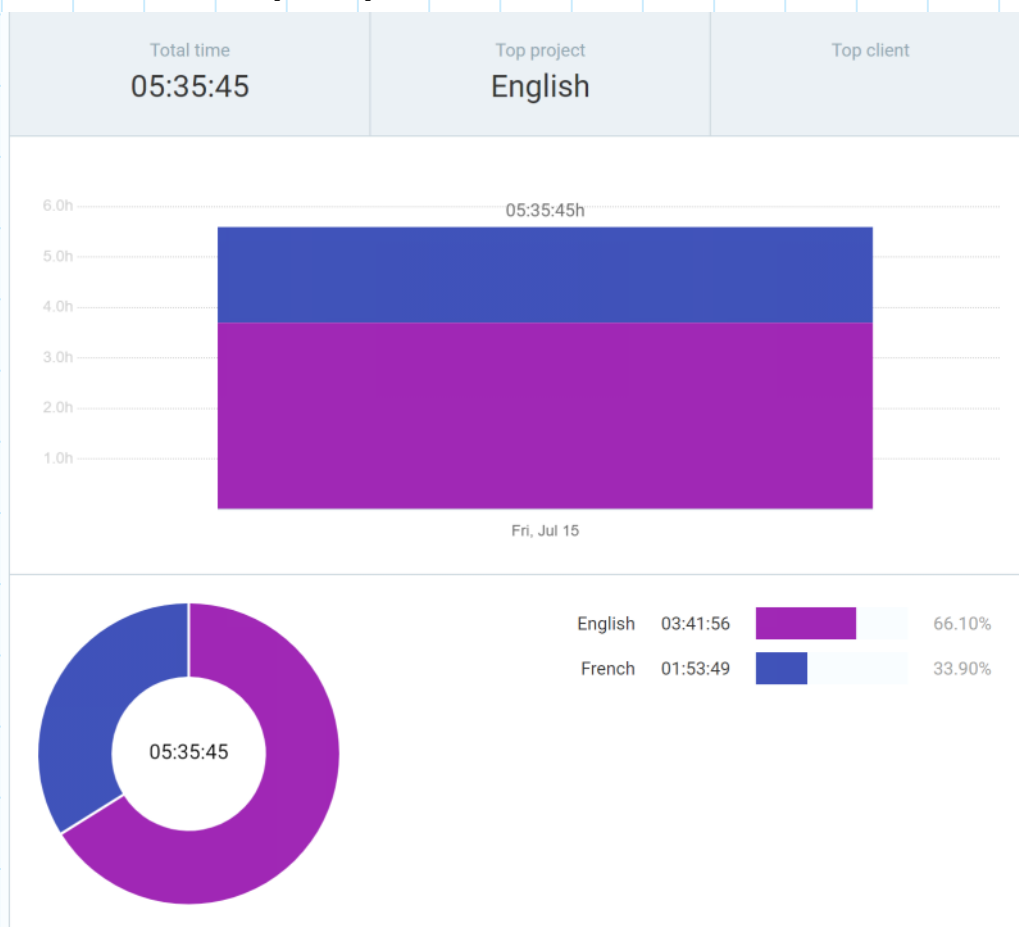 Total time
05:35:45
Top project
English
Top client
05:35:45h
6.0h
5.0h
4.0h
3.0h
2.0h
1.0h
Fri, Jul 15
05:35:45
English 03:41:56 66.10%
French 01:53:49 33.90%